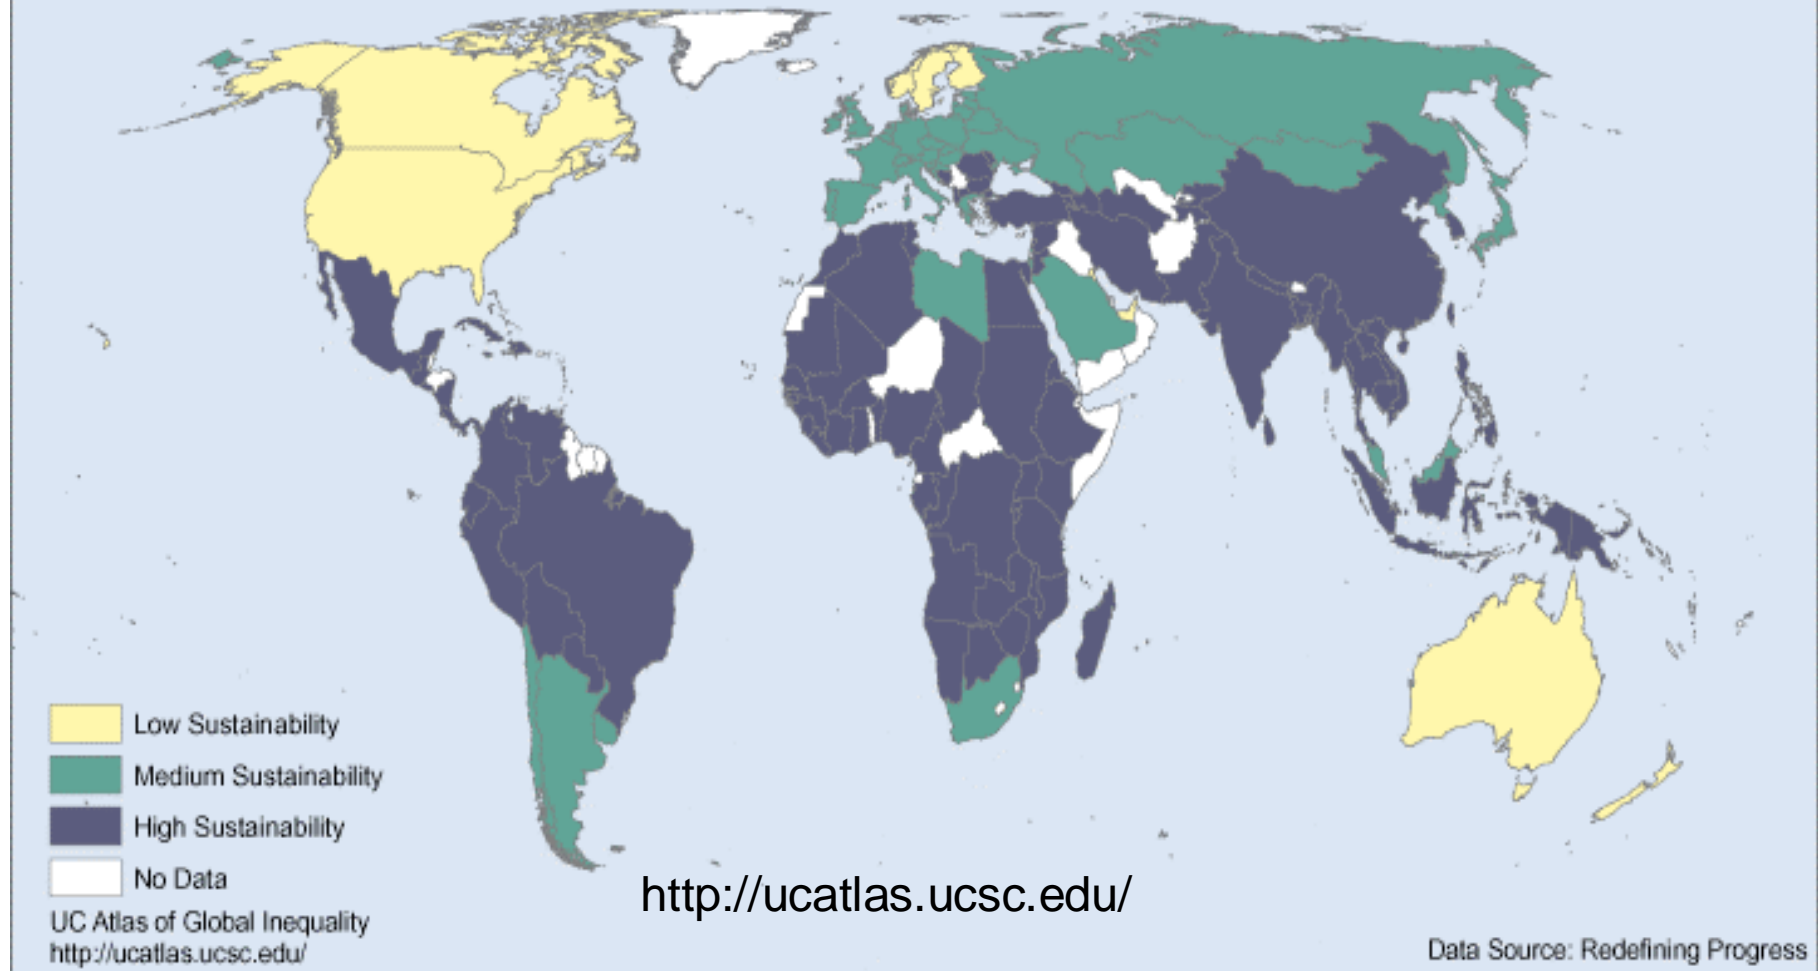 Low Sustainability
Medium Sustainability
High Sustainability
No Data
UC Atlas of Global Inequality
http://ucatlas.ucsc.edu/
http://ucatlas.ucsc.edu/
Data Source: Redefining Progress